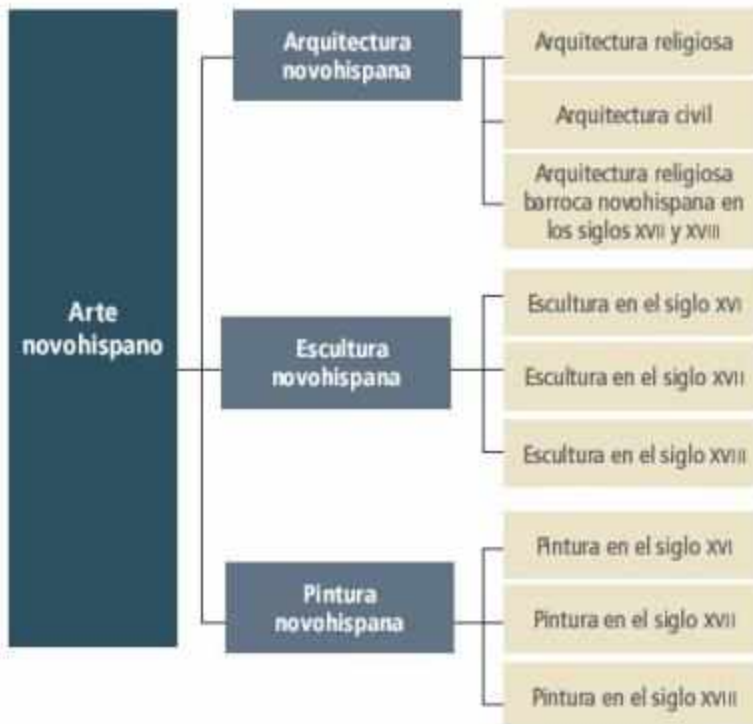 Arte
novohispano
Arquitectura
novohispana
Arquitectura religiosa
Arquitectura civil
Arquitectura religiosa
barroca novohispana en
los siglos XVII y XVIII
Escultura
novohispana
Escultura en el siglo XVI
Escultura en el siglo XVII
Escultura en el siglo XVIII
Pintura
novohispana
Pintura en el siglo XVI
Pintura en el siglo XVII
Pintura en el siglo XVIII